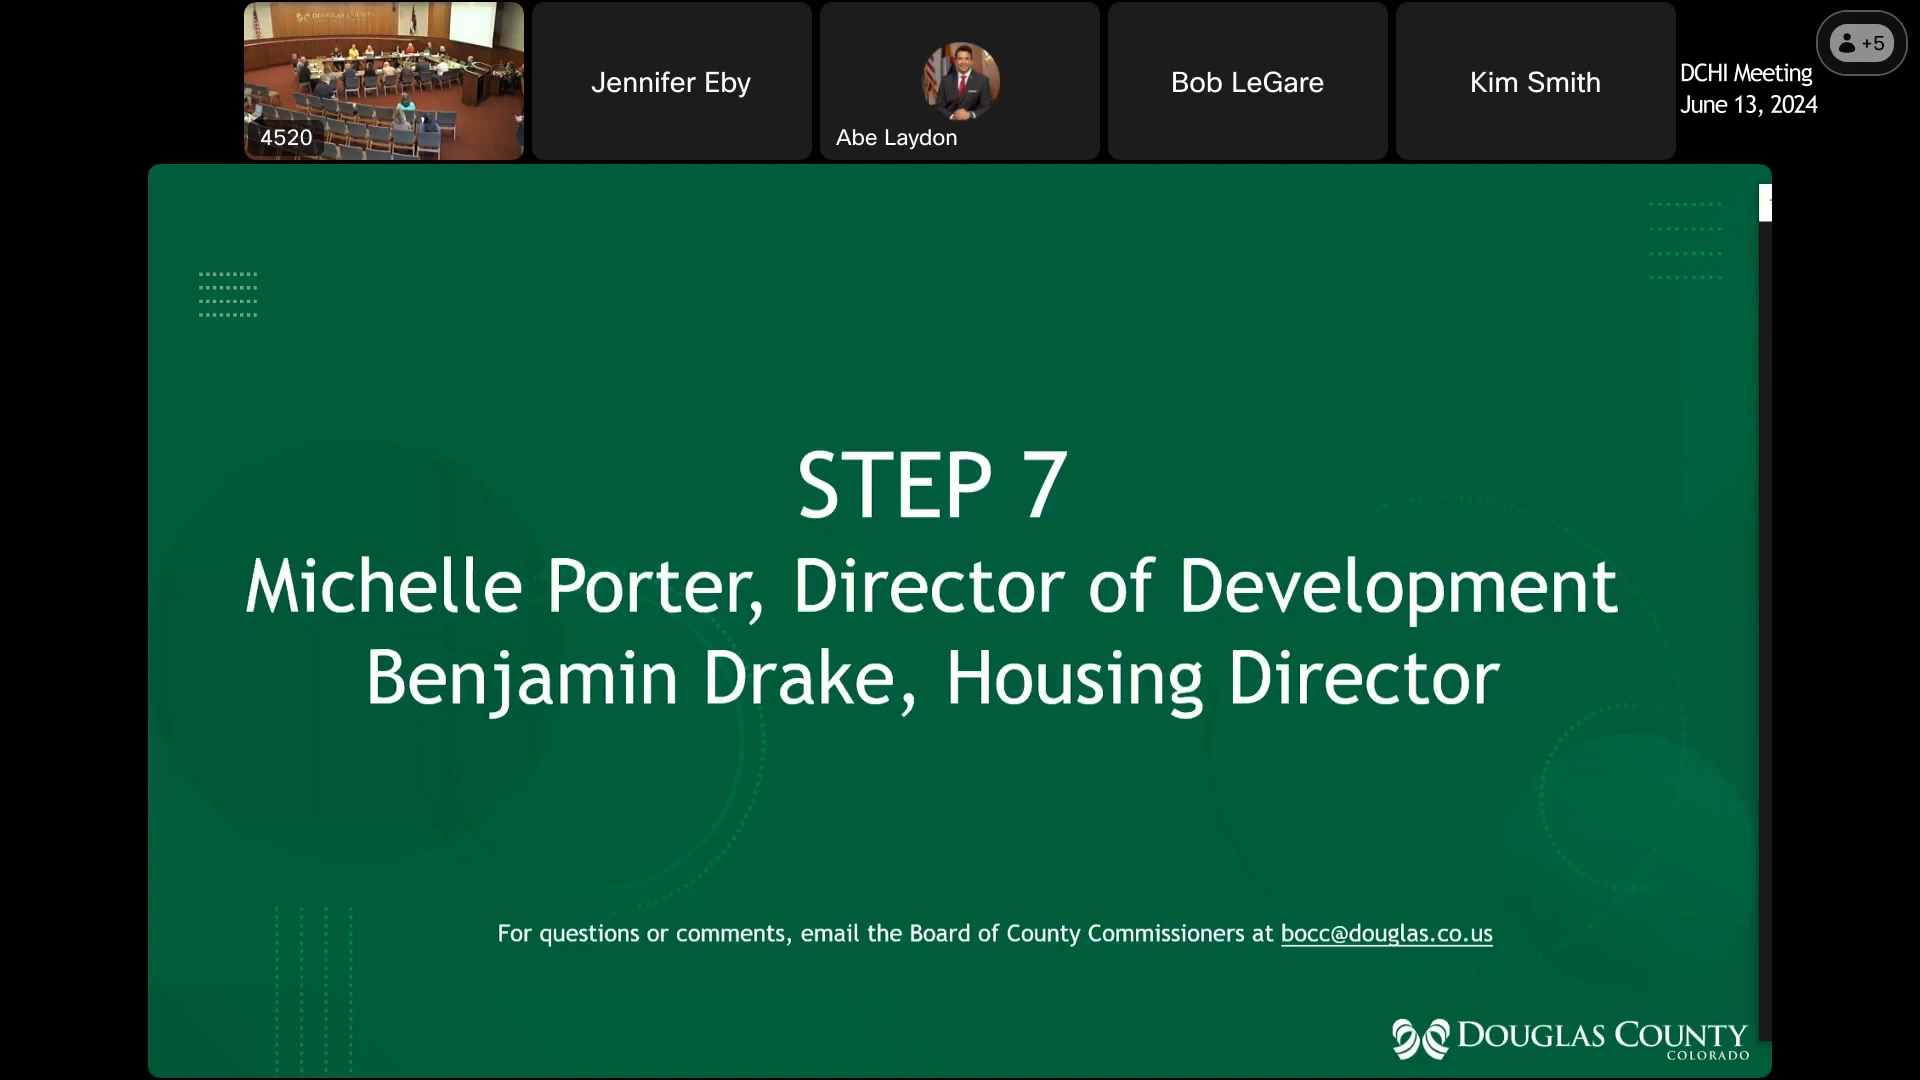 DOUGLAS COUNTY
4520
Jennifer Eby
Abe Laydon
Bob LeGare
Kim Smith
DCHI Meeting
June 13, 2024
+5
STEP 7
Michelle Porter, Director of Development
Benjamin Drake, Housing Director
For questions or comments, email the Board of County Commissioners at bocc@douglas.co.us
DOUGLAS COUNTY
COLORADO